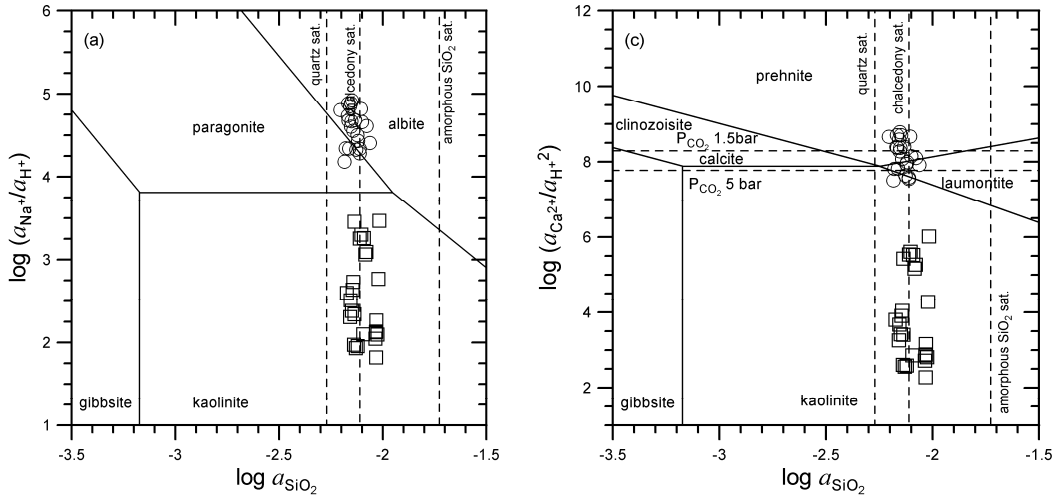 (a)
quartz sat.
chalcedony sat.
amorphous SiO2 sat.
paragonite
albite
gibbsite
kaolinite
6
5
4
3
2
1
-3.5
-3
-2.5
-2
-1.5
log (aNa+/aH+)
log aSiO2
(c)
quartz sat.
chalcedony sat.
amorphous SiO2 sat.
prehnite
clinozoisite
PCO2 1.5bar
calcite
PCO2 5 bar
laumontite
gibbsite
kaolinite
12
10
8
6
4
2
-3.5
-3
-2.5
-2
-1.5
log (aCa2+/aH+2)
log aSiO2